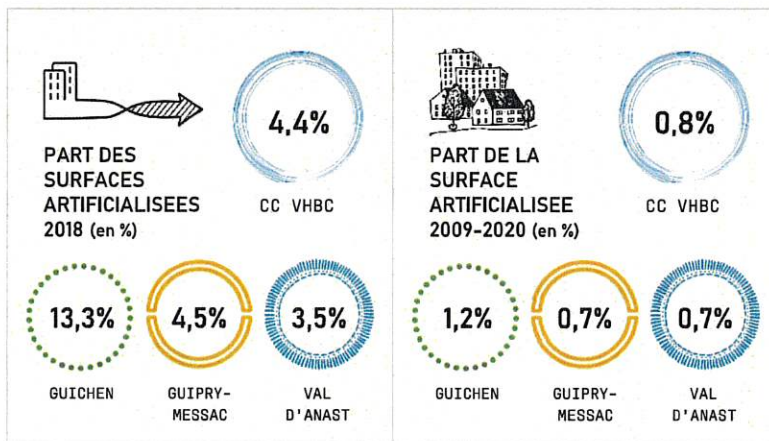 4,4%
PART DES
SURFACES
ARTIFICIALISEES
2018 (en %)
CC VHBC
13,3%
4,5%
3,5%
GUICHEN
GUIPRY-
MESSAC
VAL
D'ANAST
0,8%
PART DE LA
SURFACE
ARTIFICIALISEE
2009-2020 (en %)
CC VHBC
1,2%
0,7%
0,7%
GUICHEN
GUIPRY-
MESSAC
VAL
D'ANAST